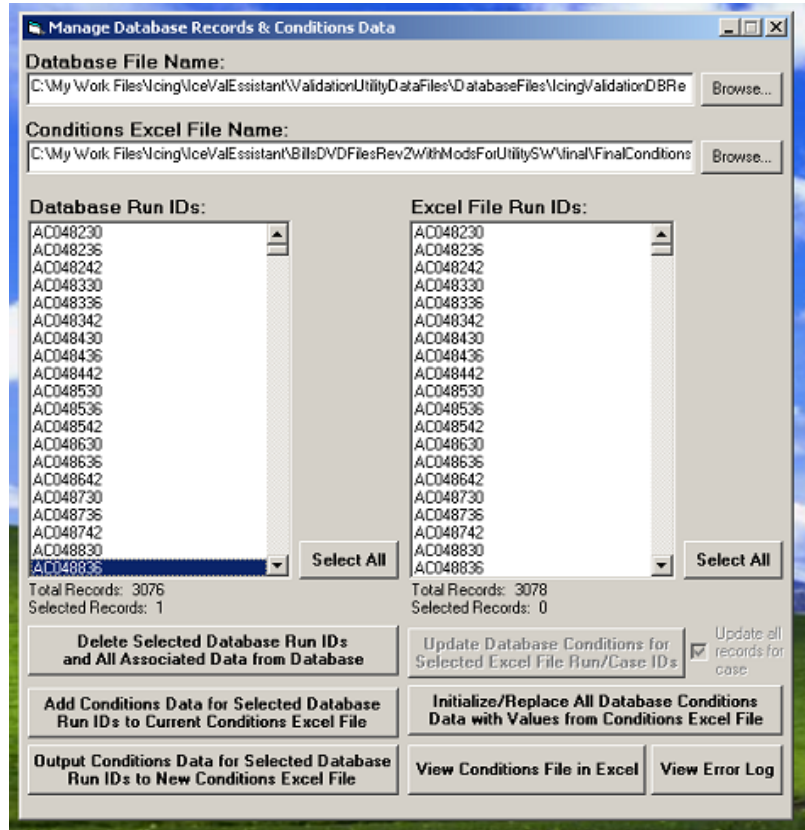 Manage Database Records & Conditions Data
Database File Name:
C:\My Work Files\Icing\IceValEssistant\ValidationUtilityDataFiles\DatabaseFiles\IcingValidationDBRe
Browse...
Conditions Excel File Name:
C:\My Work Files\Icing\IceValEssistant\BillsDVDFilesRev2WithModsForUtilitySW\final\FinalConditions
Browse...
Database Run IDs:
AC048230
AC048236
AC048242
AC048330
AC048336
AC048342
AC048430
AC048436
AC048442
AC048530
AC048536
AC048542
AC048630
AC048636
AC048642
AC048730
AC048736
AC048742
AC048830
AC048836
Select All
Total Records: 3076
Selected Records: 1
Excel File Run IDs:
AC048230
AC048236
AC048242
AC048330
AC048336
AC048342
AC048430
AC048436
AC048442
AC048530
AC048536
AC048542
AC048630
AC048636
AC048642
AC048730
AC048736
AC048742
AC048830
AC048836
Select All
Total Records: 3078
Selected Records: 0
Delete Selected Database Run IDs
and All Associated Data from Database
Update Database Conditions for
Selected Excel File Run/Case IDs
Update all
records for
case
Add Conditions Data for Selected Database
Run IDs to Current Conditions Excel File
Initialize/Replace All Database Conditions
Data with Values from Conditions Excel File
Output Conditions Data for Selected Database
Run IDs to New Conditions Excel File
View Conditions File in Excel
View Error Log